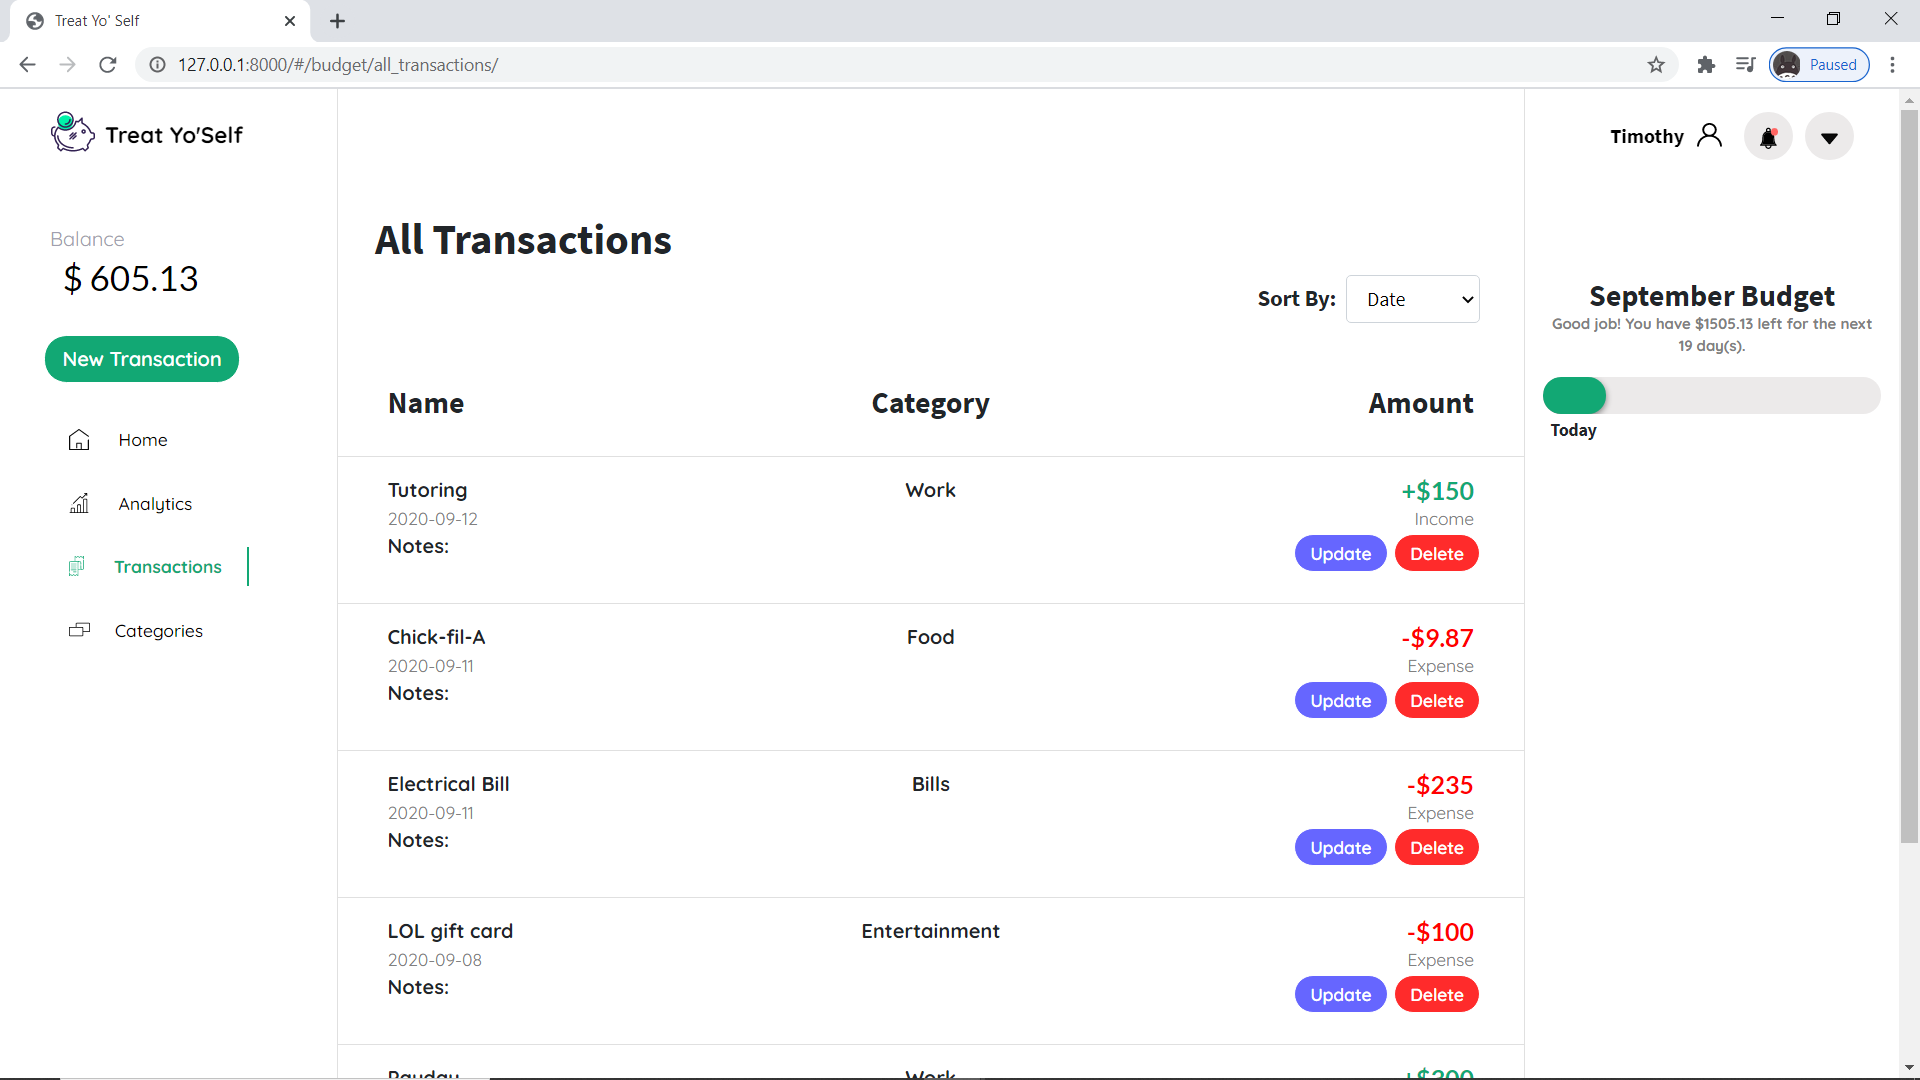 Treat Yo' Self
127.0.0.1:8000/#/budget/all_transactions/
Paused
Treat Yo'Self
Timothy
Balance
$ 605.13
New Transaction
Home
Analytics
Transactions
Categories
All Transactions
Sort By: Date
Name Category Amount
Tutoring Work +$150
2020-09-12 Income
Notes:
Update Delete
Chick-fil-A Food -$9.87
2020-09-11 Expense
Notes:
Update Delete
Electrical Bill Bills -$235
2020-09-11 Expense
Notes:
Update Delete
LOL gift card Entertainment -$100
2020-09-08 Expense
Notes:
Update Delete
Payday Work +$300
September Budget
Good job! You have $1505.13 left for the next
19 day(s).
Today